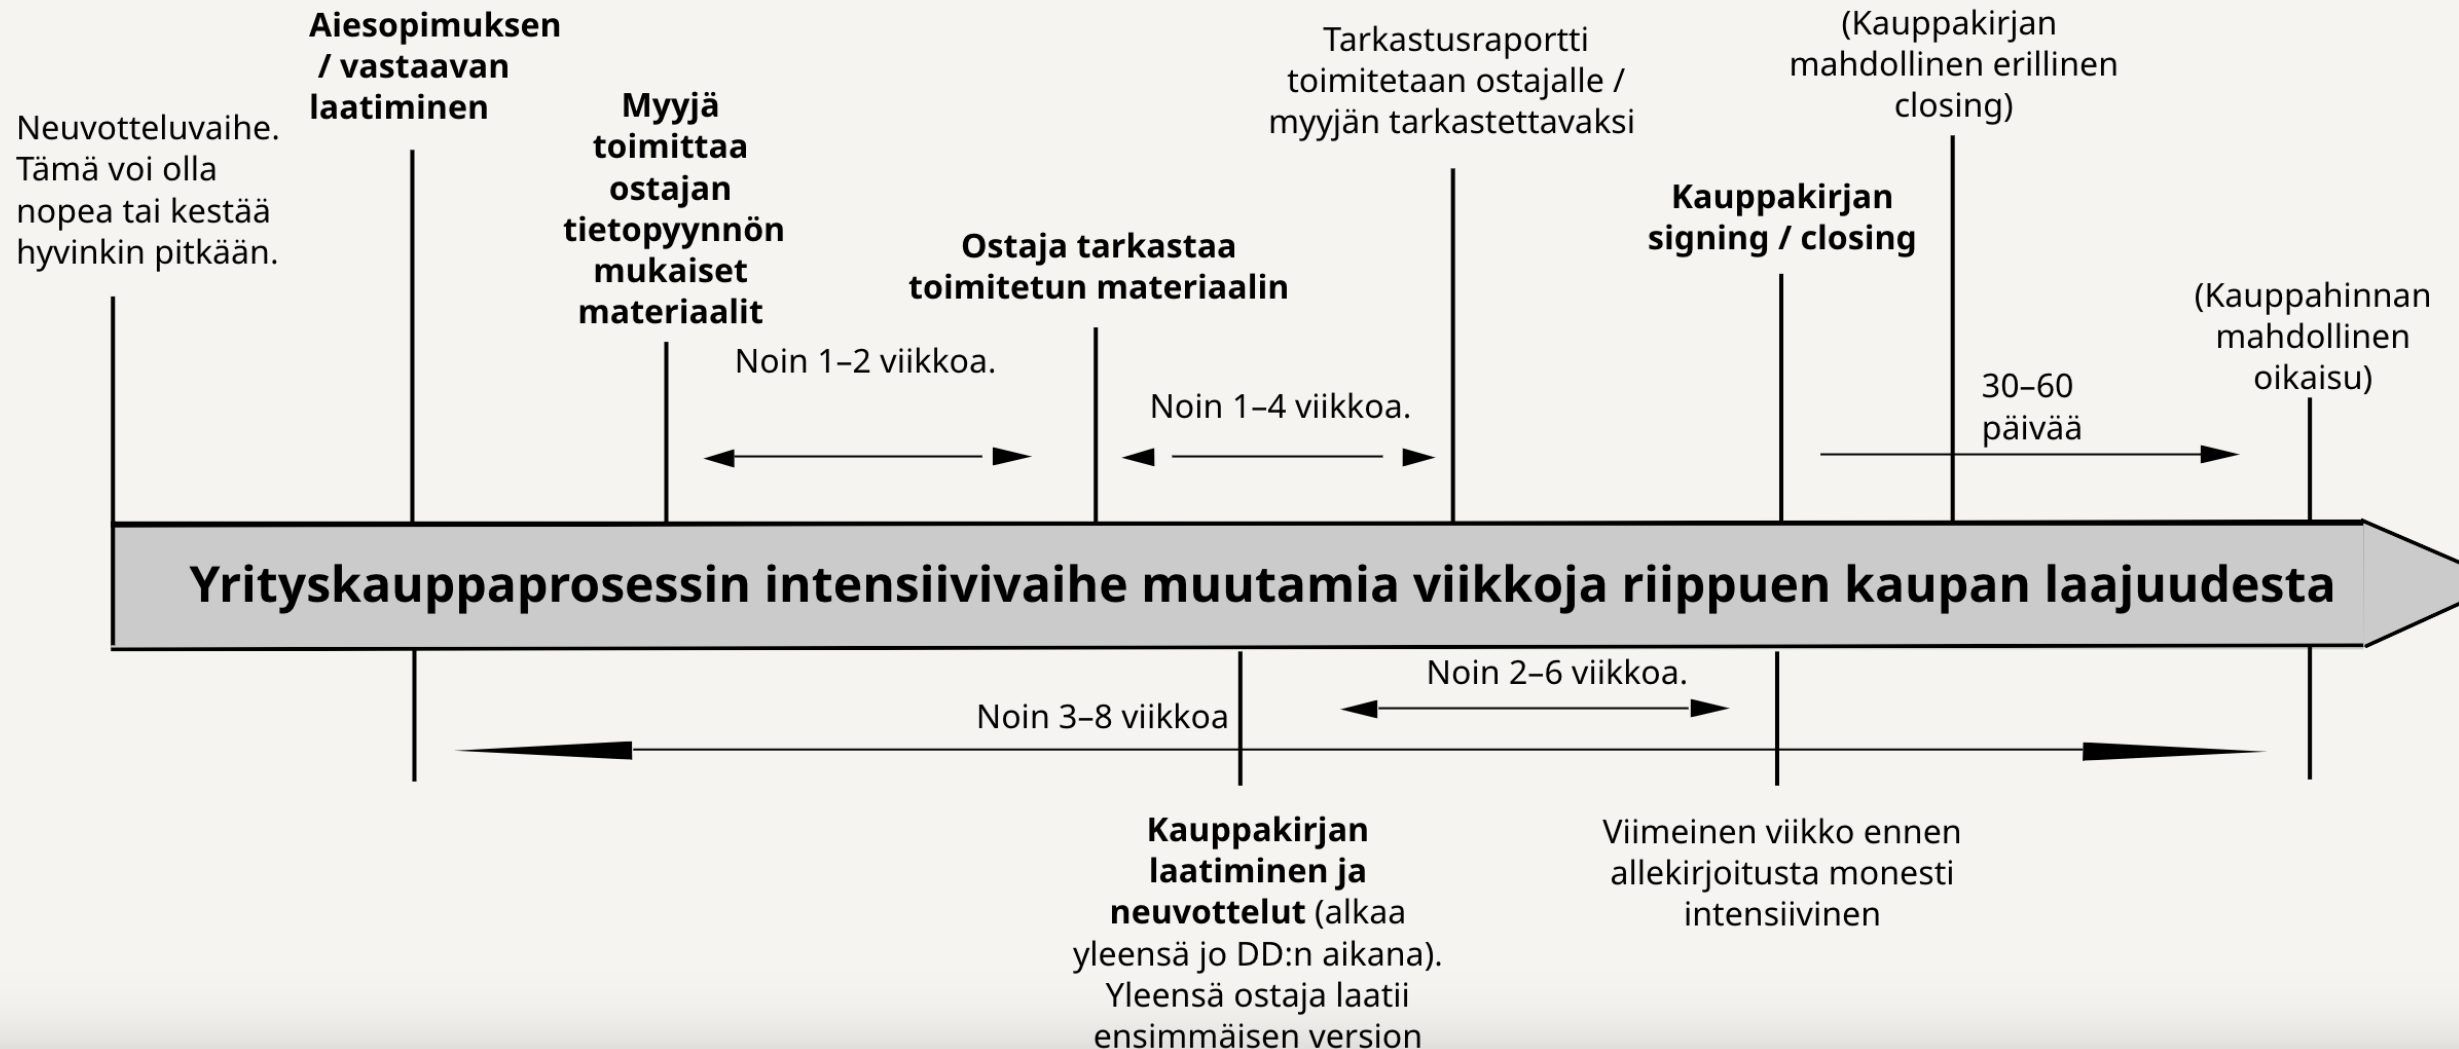 Neuvotteluvaihe.
Tämä voi olla
nopea tai kestää
hyvinkin pitkään.
Aiesopimuksen
/ vastaavan
laatiminen
Myyjä
toimittaa
ostajan
tietopyynnön
mukaiset
materiaalit
Noin 1–2 viikkoa.
Ostaja tarkastaa
toimitetun materiaalin
Noin 1–4 viikkoa.
Tarkastusraportti
toimitetaan ostajalle /
myyjän tarkastettavaksi
Kauppakirjan
signing / closing
(Kauppakirjan
mahdollinen erillinen
closing)
30–60
päivää
(Kauppahinnan
mahdollinen
oikaisu)
Yrityskauppaprosessin intensiivivaihe muutamia viikkoja riippuen kaupan laajuudesta
Noin 3–8 viikkoa
Noin 2–6 viikkoa.
Kauppakirjan
laatiminen ja
neuvottelut (alkaa
yleensä jo DD:n aikana).
Yleensä ostaja laatii
ensimmäisen version
Viimeinen viikko ennen
allekirjoitusta monesti
intensiivinen